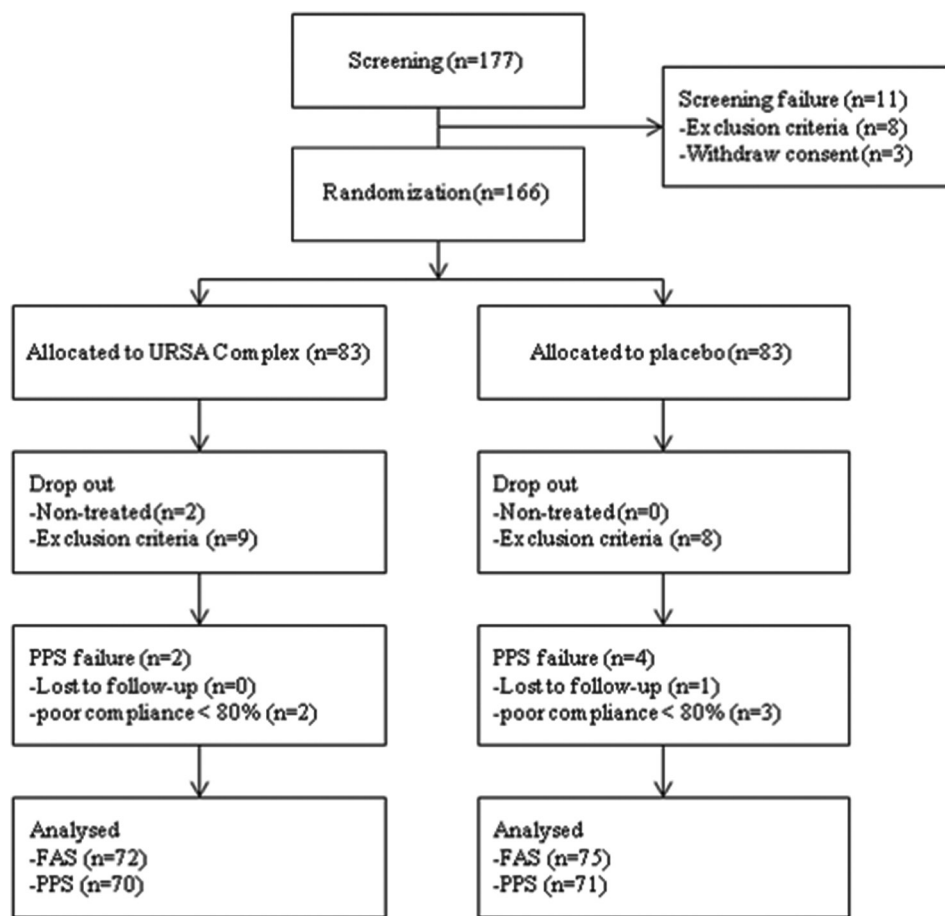 Screening (n=177)
Screening failure (n=11)
-Exclusion criteria (n=8)
-Withdraw consent (n=3)
Randomization (n=166)
Allocated to URSA Complex (n=83)
Allocated to placebo (n=83)
Drop out
-Non-treated (n=2)
-Exclusion criteria (n=9)
Drop out
-Non-treated (n=0)
-Exclusion criteria (n=8)
PPS failure (n=2)
-Lost to follow-up (n=0)
-poor compliance < 80% (n=2)
PPS failure (n=4)
-Lost to follow-up (n=1)
-poor compliance < 80% (n=3)
Analysed
-FAS (n=72)
-PPS (n=70)
Analysed
-FAS (n=75)
-PPS (n=71)